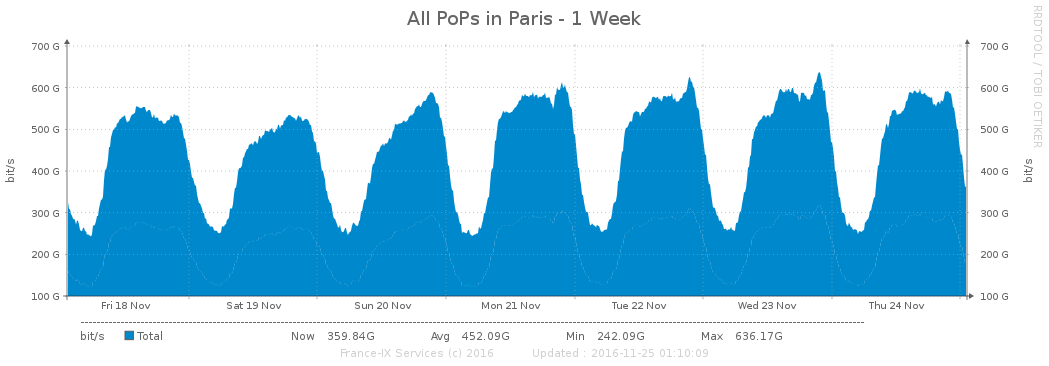 All PoPs in Paris - 1 Week
RRDTOOL / TOBI OETIKER
700 G 700 G
600 G 600 G
500 G 500 G
400 G 400 G
300 G 300 G
200 G 200 G
100 G 100 G
bit/s bit/s
Fri 18 Nov Sat 19 Nov Sun 20 Nov Mon 21 Nov Tue 22 Nov Wed 23 Nov Thu 24 Nov
bit/s Total Now 359.84G Avg 452.09G Min 242.09G Max 636.17G
France-IX Services (c) 2016 Updated : 2016-11-25 01:10:09